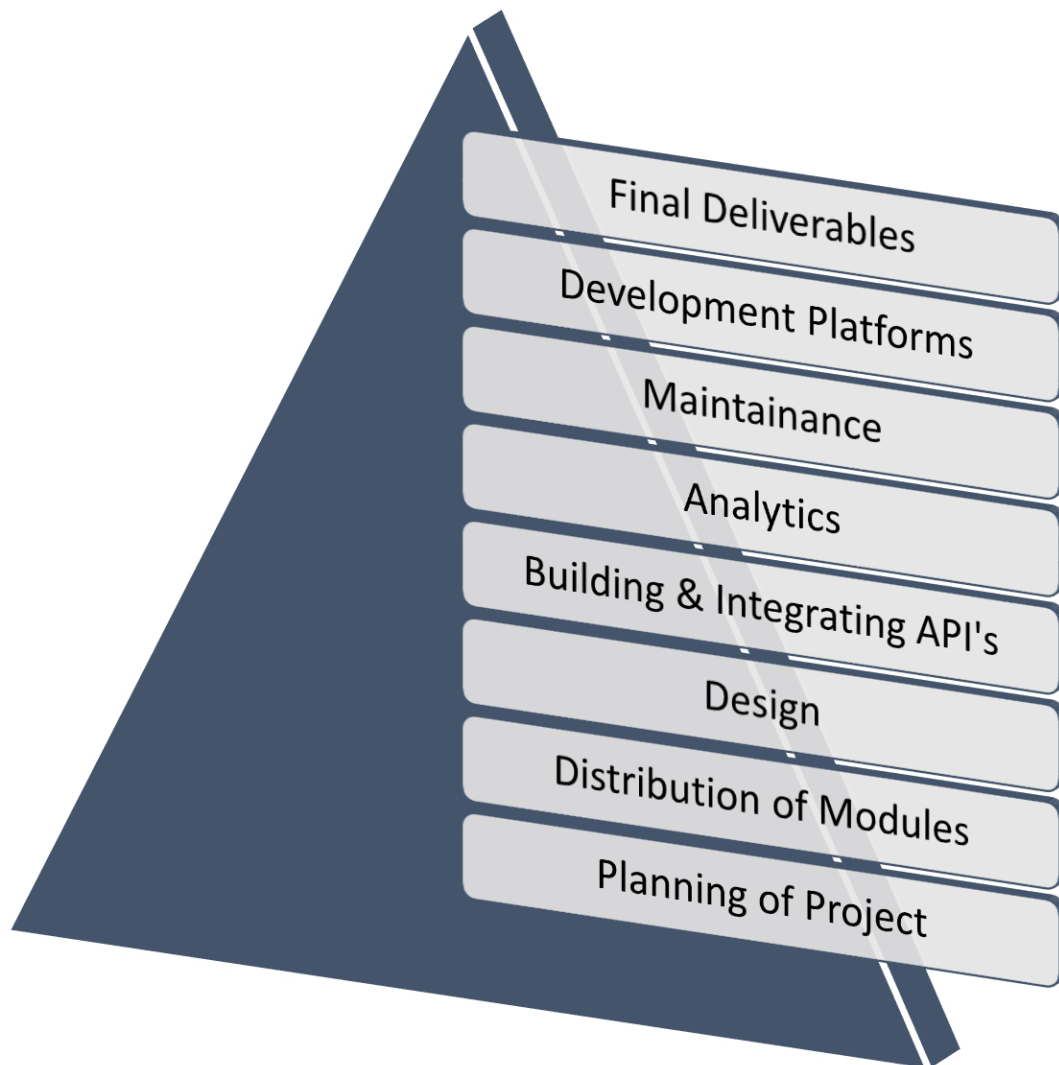 Final Deliverables
Development Platforms
Maintainance
Analytics
Building & Integrating API's
Design
Distribution of Modules
Planning of Project